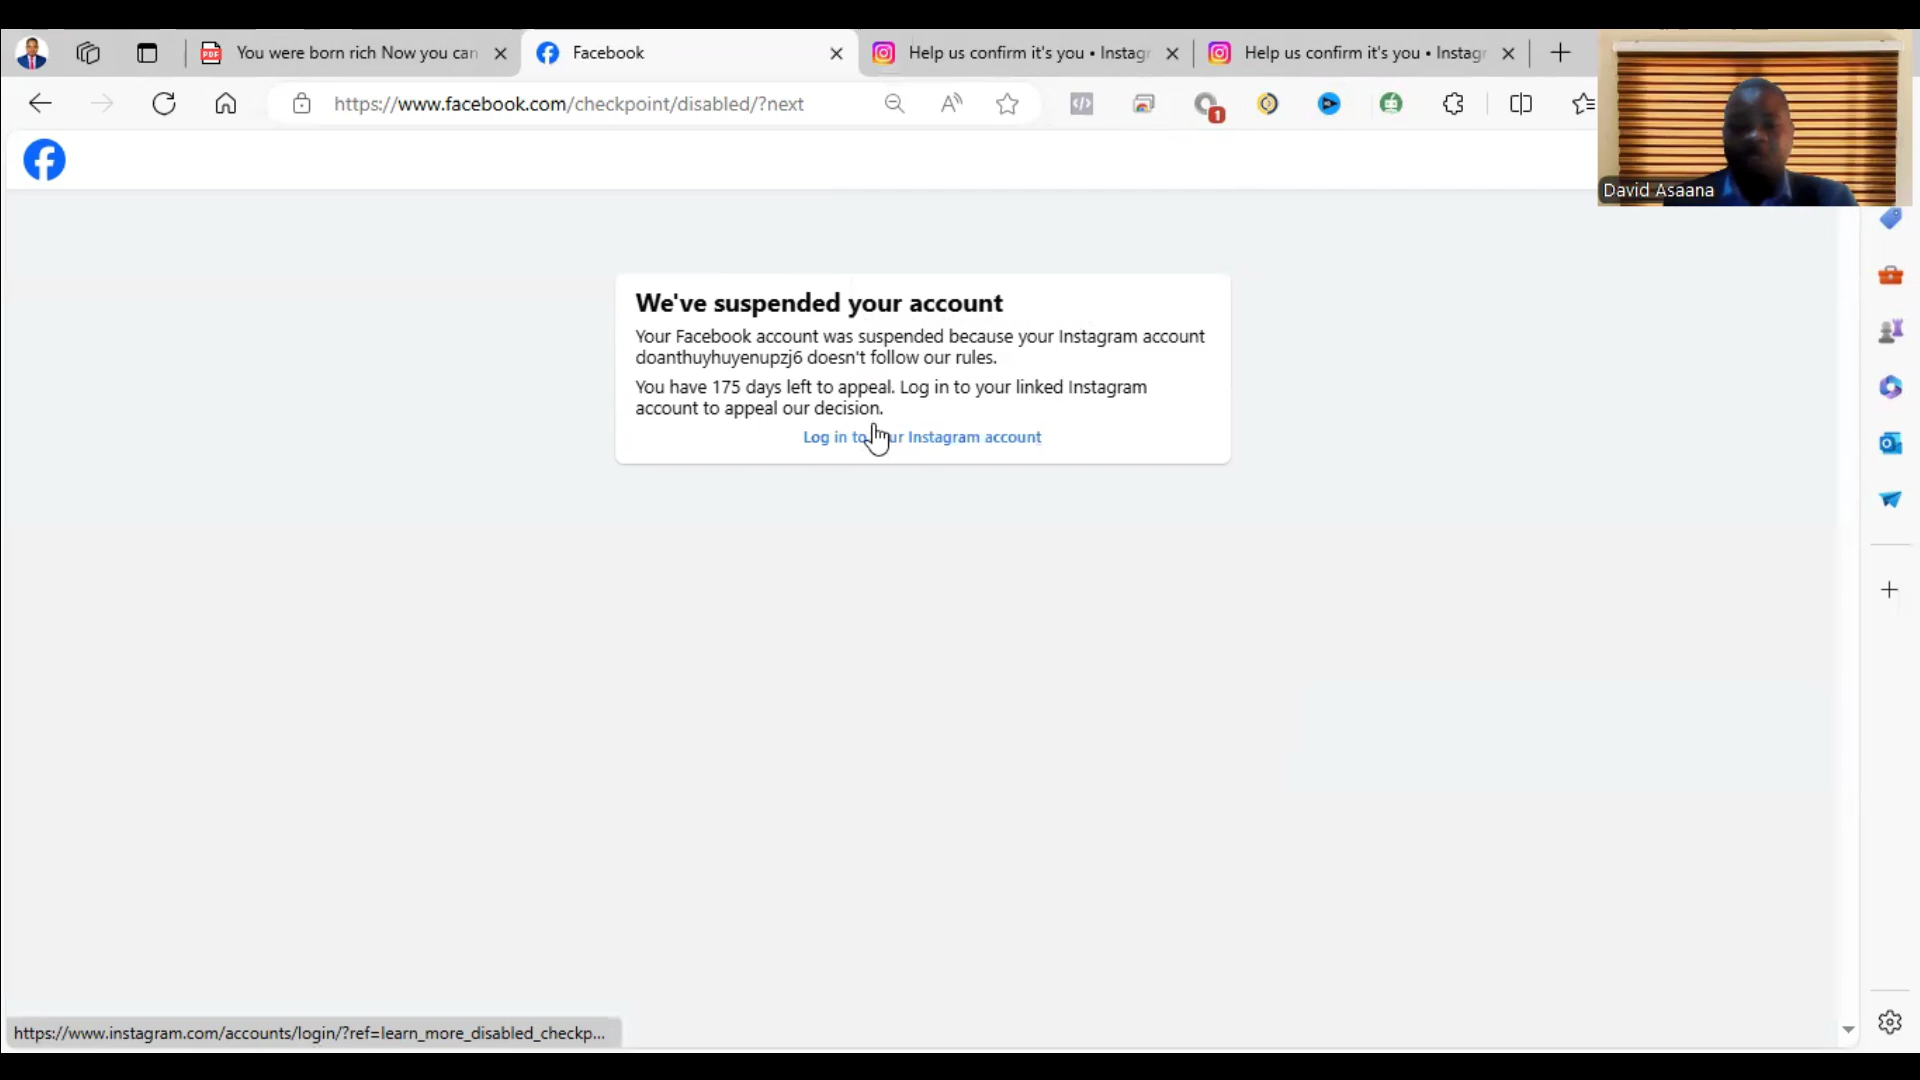 You were born rich Now you can
Facebook
Help us confirm it's you • Instagr
Help us confirm it's you • Instagr
https://www.facebook.com/checkpoint/disabled/?next
1
David Asaana
We've suspended your account
Your Facebook account was suspended because your Instagram account
doanthuyhuyenupzj6 doesn't follow our rules.
You have 175 days left to appeal. Log in to your linked Instagram
account to appeal our decision.
Log in to your Instagram account
https://www.instagram.com/accounts/login/?ref=learn_more_disabled_checkp...